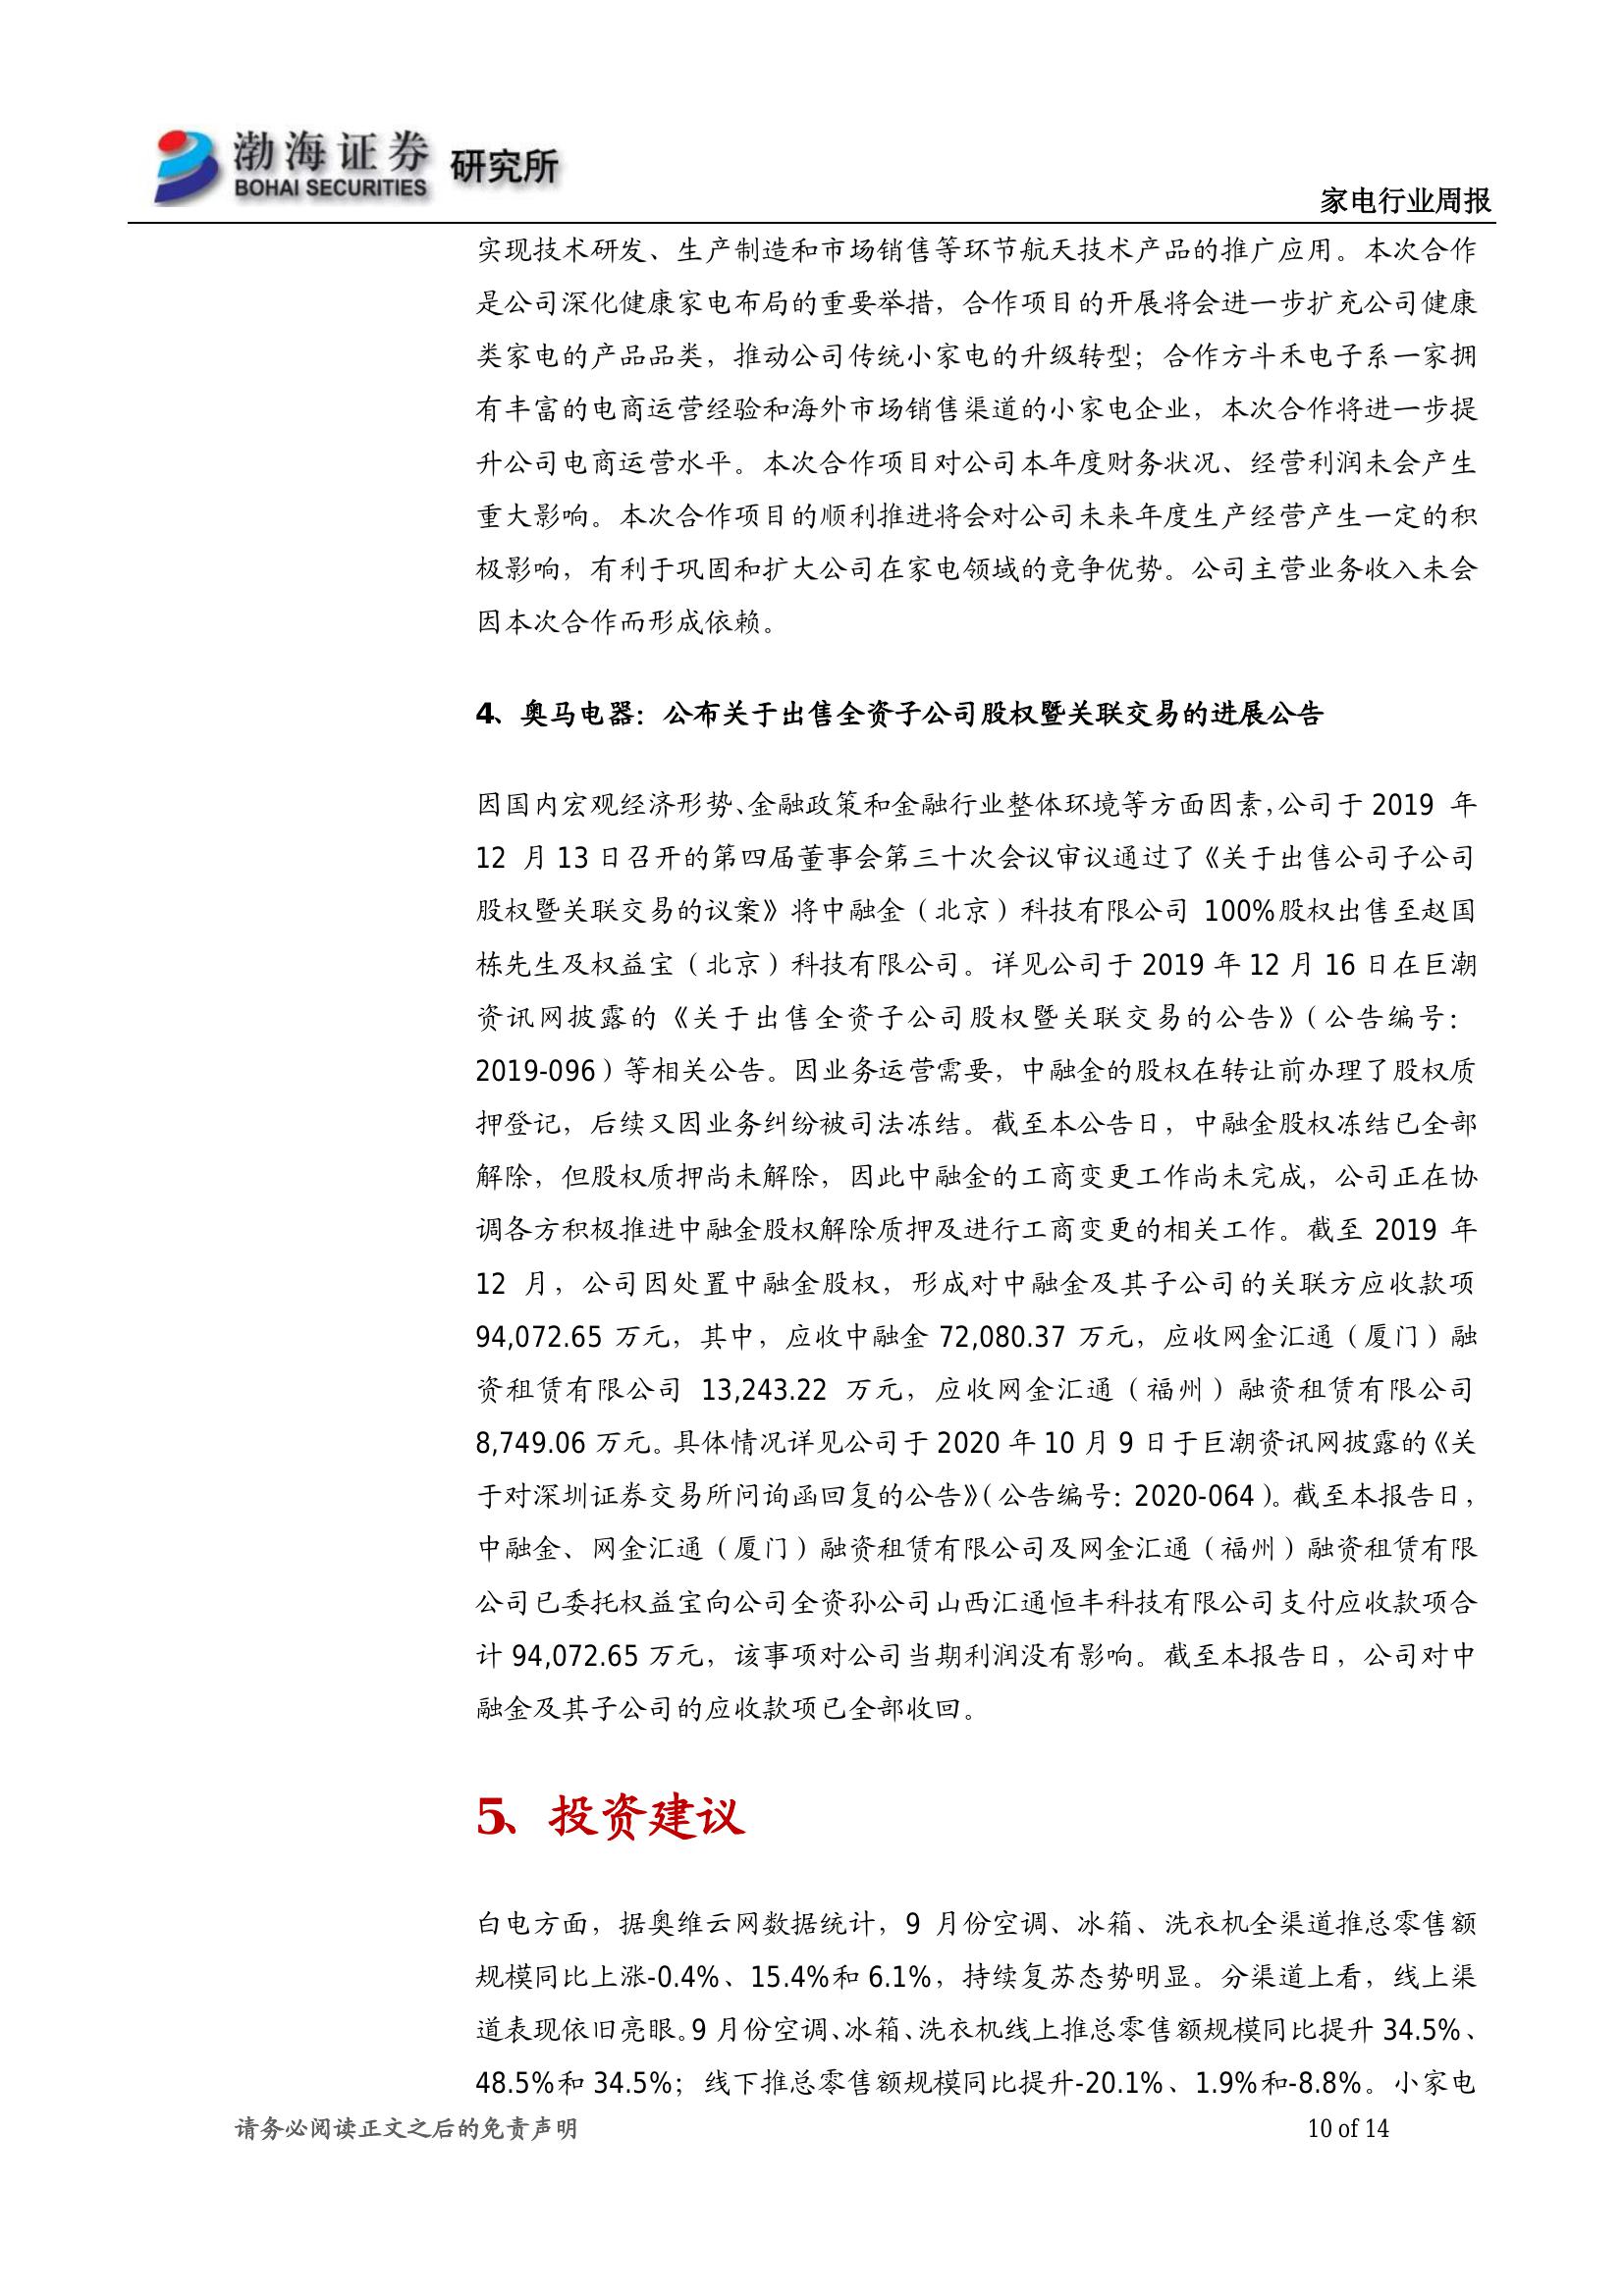 渤海证券 研究所
BOHAI SECURITIES
家电行业周报
实现技术研发、生产制造和市场销售等环节航天技术产品的推广应用。本次合作
是公司深化健康家电布局的重要举措，合作项目的开展将会进一步扩充公司健康
类家电的产品品类，推动公司传统小家电的升级转型；合作方斗禾电子系一家拥
有丰富的电商运营经验和海外市场销售渠道的小家电企业，本次合作将进一步提
升公司电商运营水平。本次合作项目对公司本年度财务状况、经营利润未会产生
重大影响。本次合作项目的顺利推进将会对公司未来年度生产经营产生一定的积
极影响，有利于巩固和扩大公司在家电领域的竞争优势。公司主营业务收入未会
因本次合作而形成依赖。
4、奥马电器：公布关于出售全资子公司股权暨关联交易的进展公告
因国内宏观经济形势、金融政策和金融行业整体环境等方面因素，公司于 2019 年
12 月 13 日召开的第四届董事会第三十次会议审议通过了《关于出售公司子公司
股权暨关联交易的议案》将中融金（北京）科技有限公司 100%股权出售至赵国
栋先生及权益宝（北京）科技有限公司。详见公司于 2019 年 12 月 16 日在巨潮
资讯网披露的《关于出售全资子公司股权暨关联交易的公告》（公告编号：
2019-096）等相关公告。因业务运营需要，中融金的股权在转让前办理了股权质
押登记，后续又因业务纠纷被司法冻结。截至本公告日，中融金股权冻结已全部
解除，但股权质押尚未解除，因此中融金的工商变更工作尚未完成，公司正在协
调各方积极推进中融金股权解除质押及进行工商变更的相关工作。截至 2019 年
12 月，公司因处置中融金股权，形成对中融金及其子公司的关联方应收款项
94,072.65 万元，其中，应收中融金 72,080.37 万元，应收网金汇通（厦门）融
资租赁有限公司 13,243.22 万元，应收网金汇通（福州）融资租赁有限公司
8,749.06 万元。具体情况详见公司于 2020 年 10 月 9 日于巨潮资讯网披露的《关
于对深圳证券交易所问询函回复的公告》（公告编号：2020-064）。截至本报告日，
中融金、网金汇通（厦门）融资租赁有限公司及网金汇通（福州）融资租赁有限
公司已委托权益宝向公司全资孙公司山西汇通恒丰科技有限公司支付应收款项合
计 94,072.65 万元，该事项对公司当期利润没有影响。截至本报告日，公司对中
融金及其子公司的应收款项已全部收回。
5、投资建议
白电方面，据奥维云网数据统计，9 月份空调、冰箱、洗衣机全渠道推总零售额
规模同比上涨-0.4%、15.4%和 6.1%，持续复苏态势明显。分渠道上看，线上渠
道表现依旧亮眼。9 月份空调、冰箱、洗衣机线上推总零售额规模同比提升 34.5%、
48.5%和 34.5%；线下推总零售额规模同比提升-20.1%、1.9%和-8.8%。小家电
请务必阅读正文之后的免责声明
10 of 14